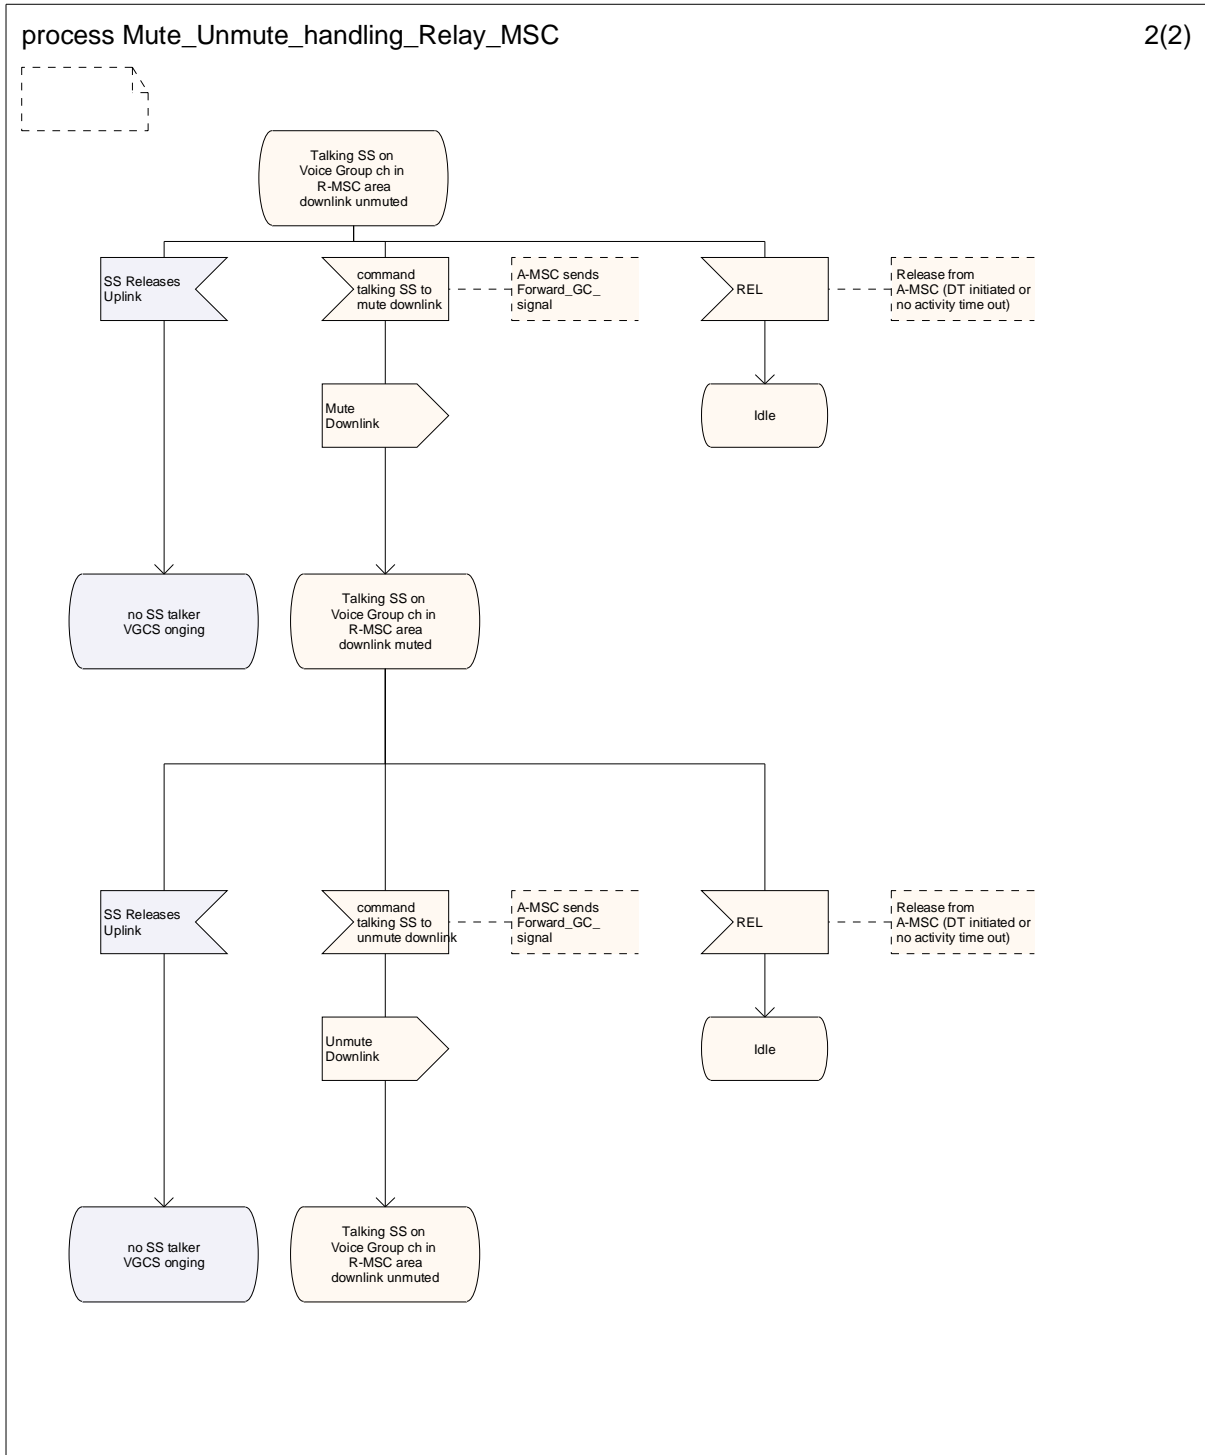 process Mute_Unmute_handling_Relay_MSC
2(2)
Talking SS on
Voice Group ch in
R-MSC area
downlink unmuted
SS Releases
Uplink
command
talking SS to
mute downlink
A-MSC sends
Forward_GC_
signal
REL
Release from
A-MSC (DT initiated or
no activity time out)
Mute
Downlink
Idle
no SS talker
VGCS onging
Talking SS on
Voice Group ch in
R-MSC area
downlink muted
SS Releases
Uplink
command
talking SS to
unmute downlink
A-MSC sends
Forward_GC_
signal
REL
Release from
A-MSC (DT initiated or
no activity time out)
Unmute
Downlink
Idle
no SS talker
VGCS onging
Talking SS on
Voice Group ch in
R-MSC area
downlink unmuted